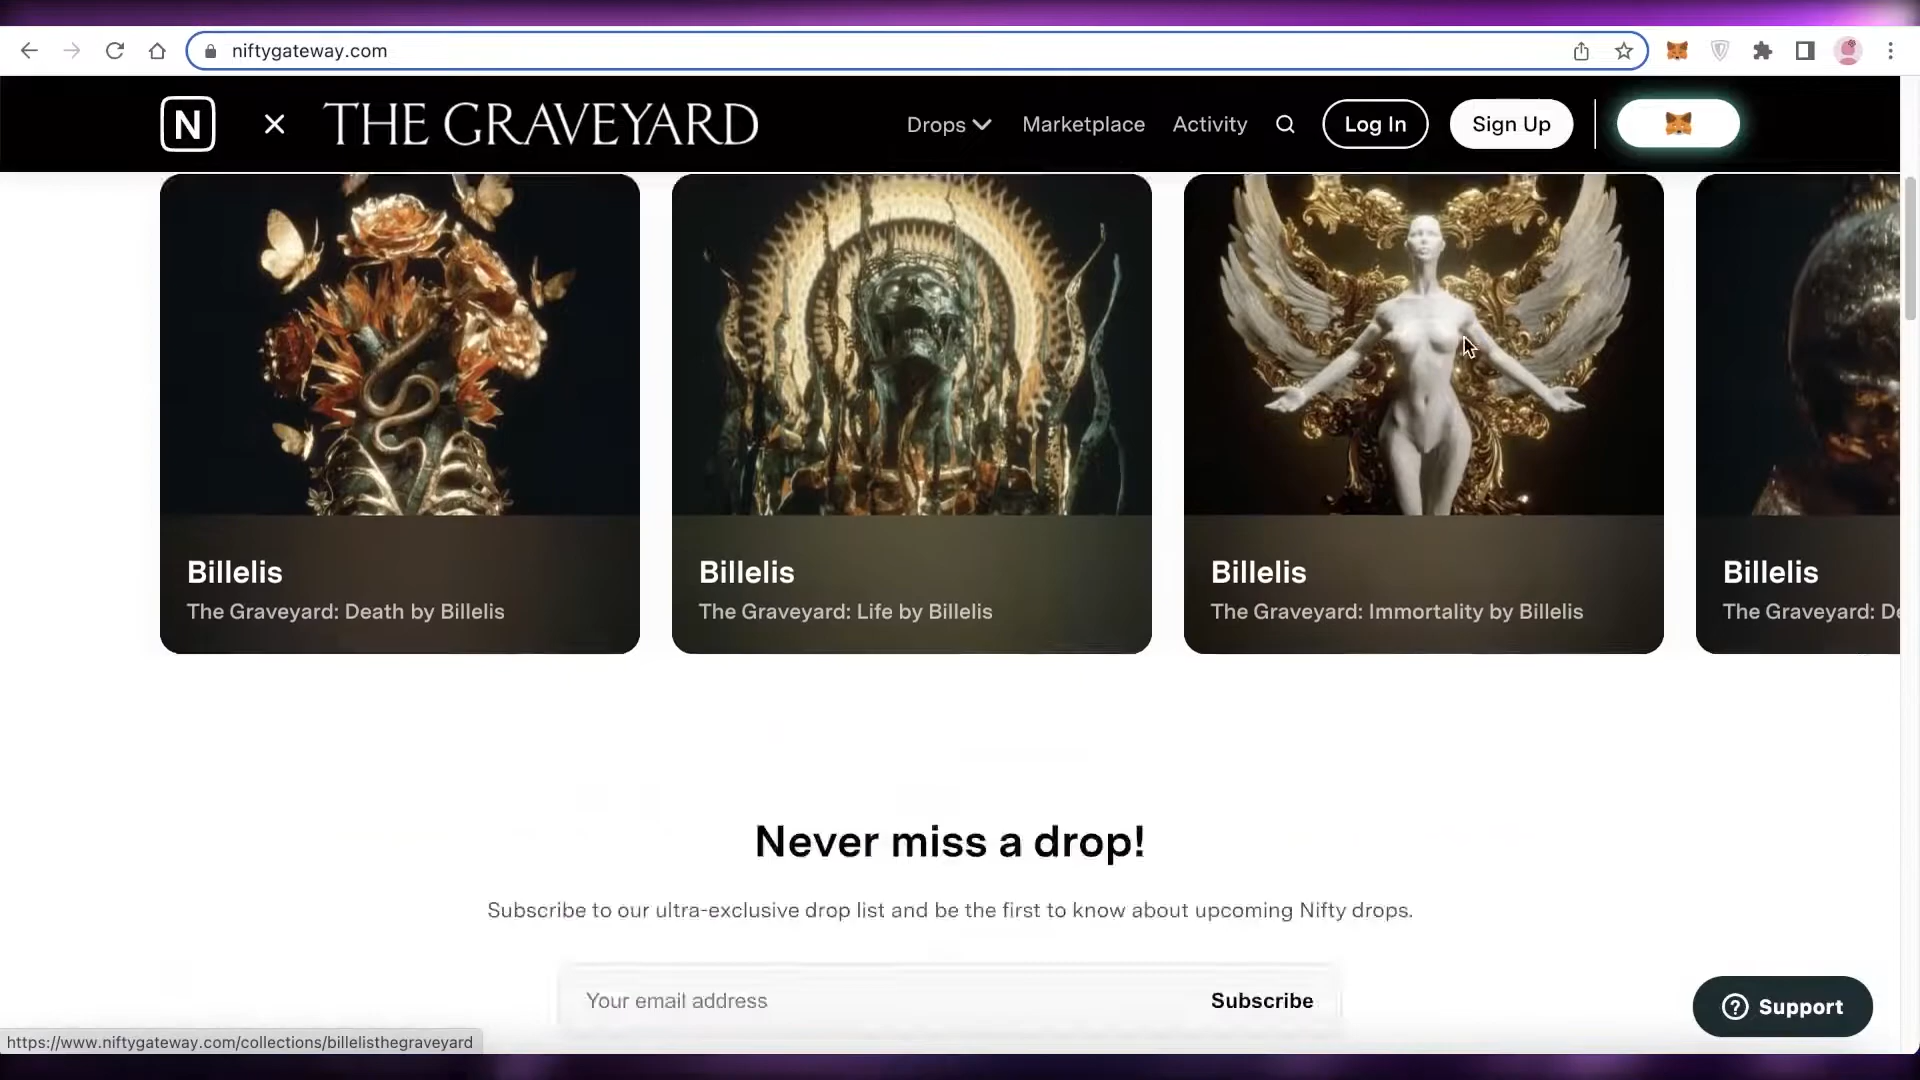 niftygateway.com
N
THE GRAVEYARD
Drops
Marketplace
Activity
Log In
Sign Up
Billelis
The Graveyard: Death by Billelis
Billelis
The Graveyard: Life by Billelis
Billelis
The Graveyard: Immortality by Billelis
Billelis
The Graveyard: De
Never miss a drop!
Subscribe to our ultra-exclusive drop list and be the first to know about upcoming Nifty drops.
Your email address
Subscribe
Support
https://www.niftygateway.com/collections/billelisthegraveyard